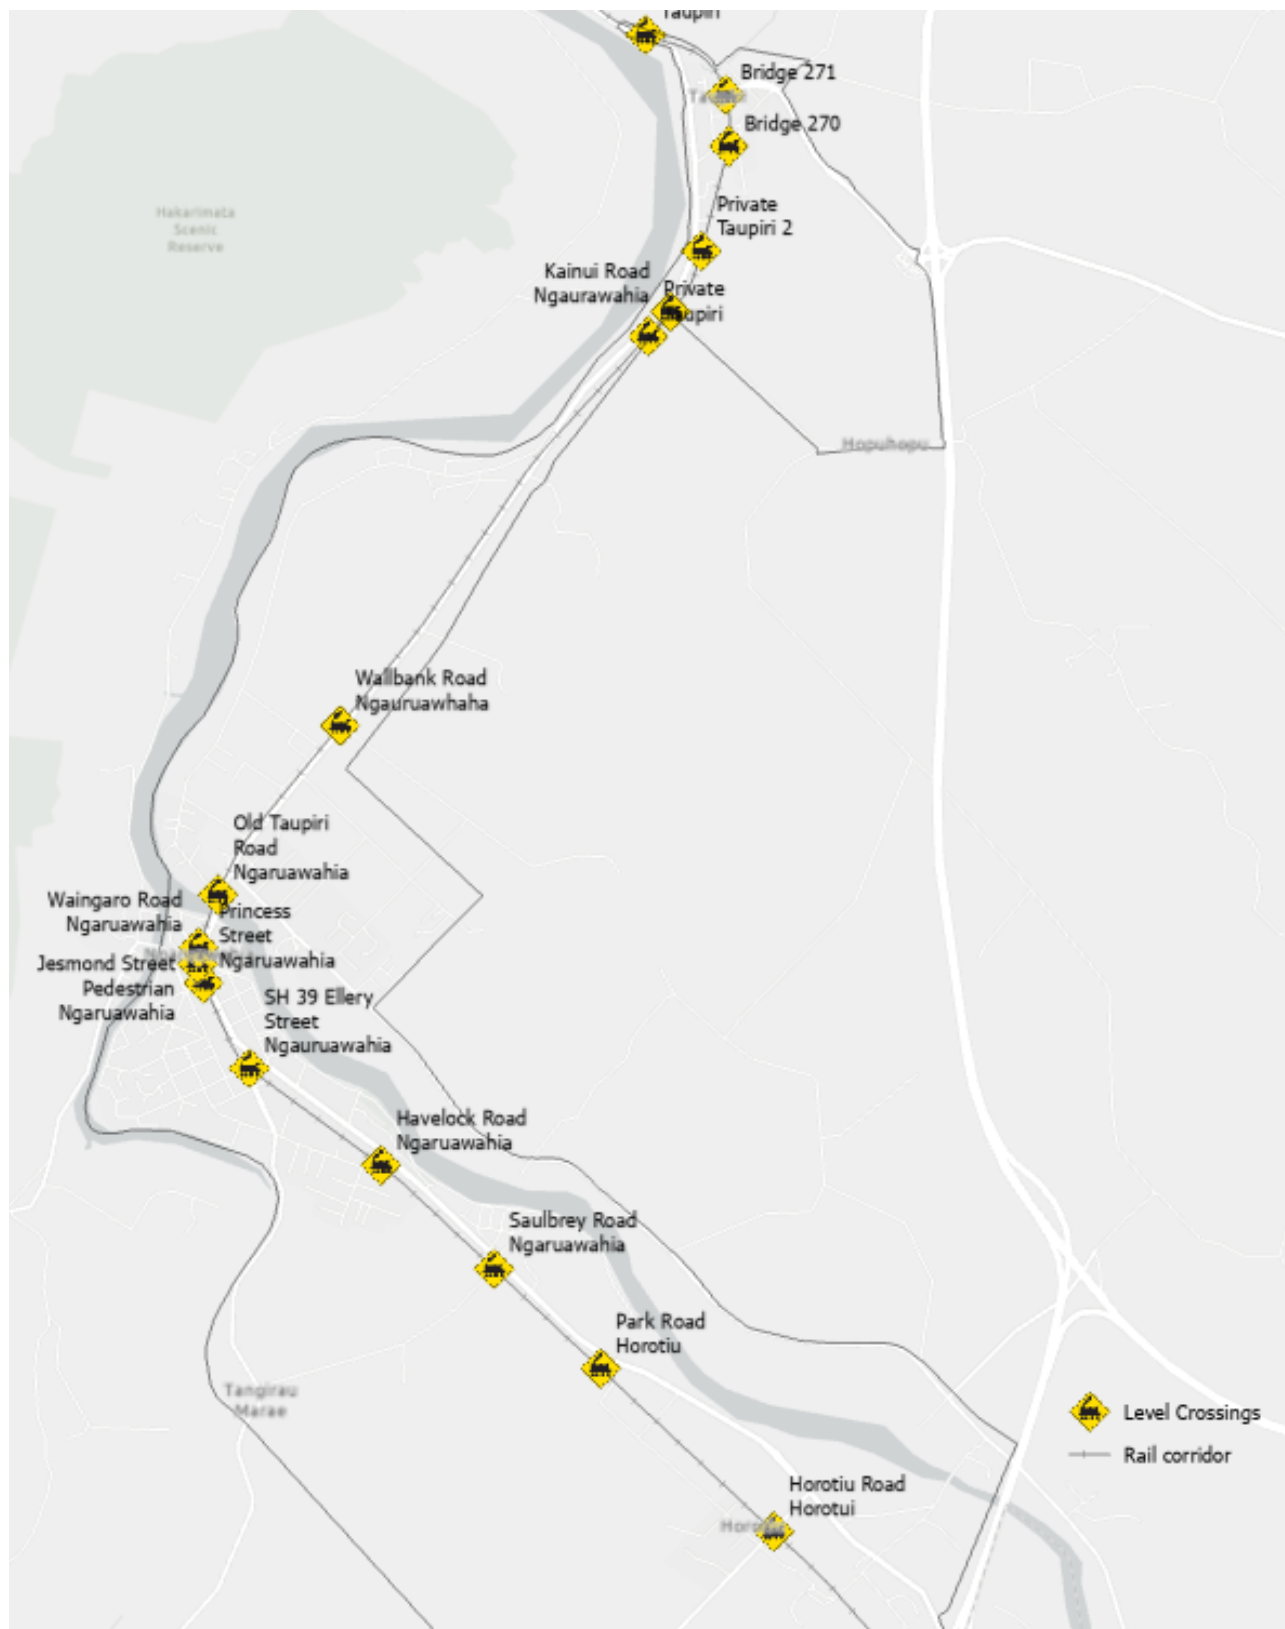 Taupiri
Bridge 271
Bridge 270
Private
Taupiri 2
Hakarimata
Scenic
Reserve
Kainui Road
Ngaurawahia
Private
Taupiri
Hopuhopu
Wallbank Road
Ngauruawhaha
Old Taupiri
Road
Ngaruawahia
Waingaro Road
Ngaruawahia
Princess
Street
Ngaruawahia
Jesmond Street
Pedestrian
Ngaruawahia
SH 39 Ellery
Street
Ngauruawahia
Havelock Road
Ngaruawahia
Saulbrey Road
Ngaruawahia
Park Road
Horotiu
Tangirau
Marae
Level Crossings
Rail corridor
Horotiu Road
Horotui